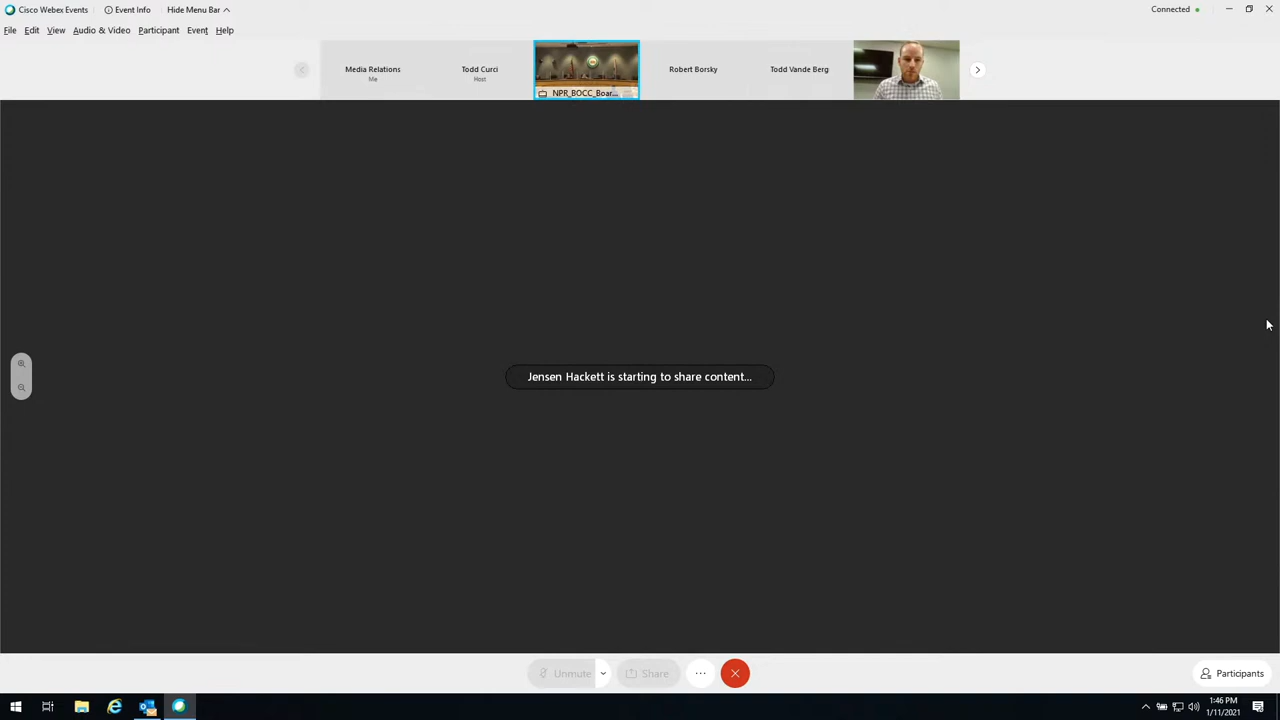 Cisco Webex Events
Event Info
Hide Menu Bar
Connected
File
Edit
View
Audio & Video
Participant
Event
Help
Media Relations
Me
Todd Curci
Host
NPR_BOCC_Boar...
Robert Borsky
Todd Vande Berg
Jensen Hackett is starting to share content...
Unmute
Share
Participants
1:46 PM
1/11/2021